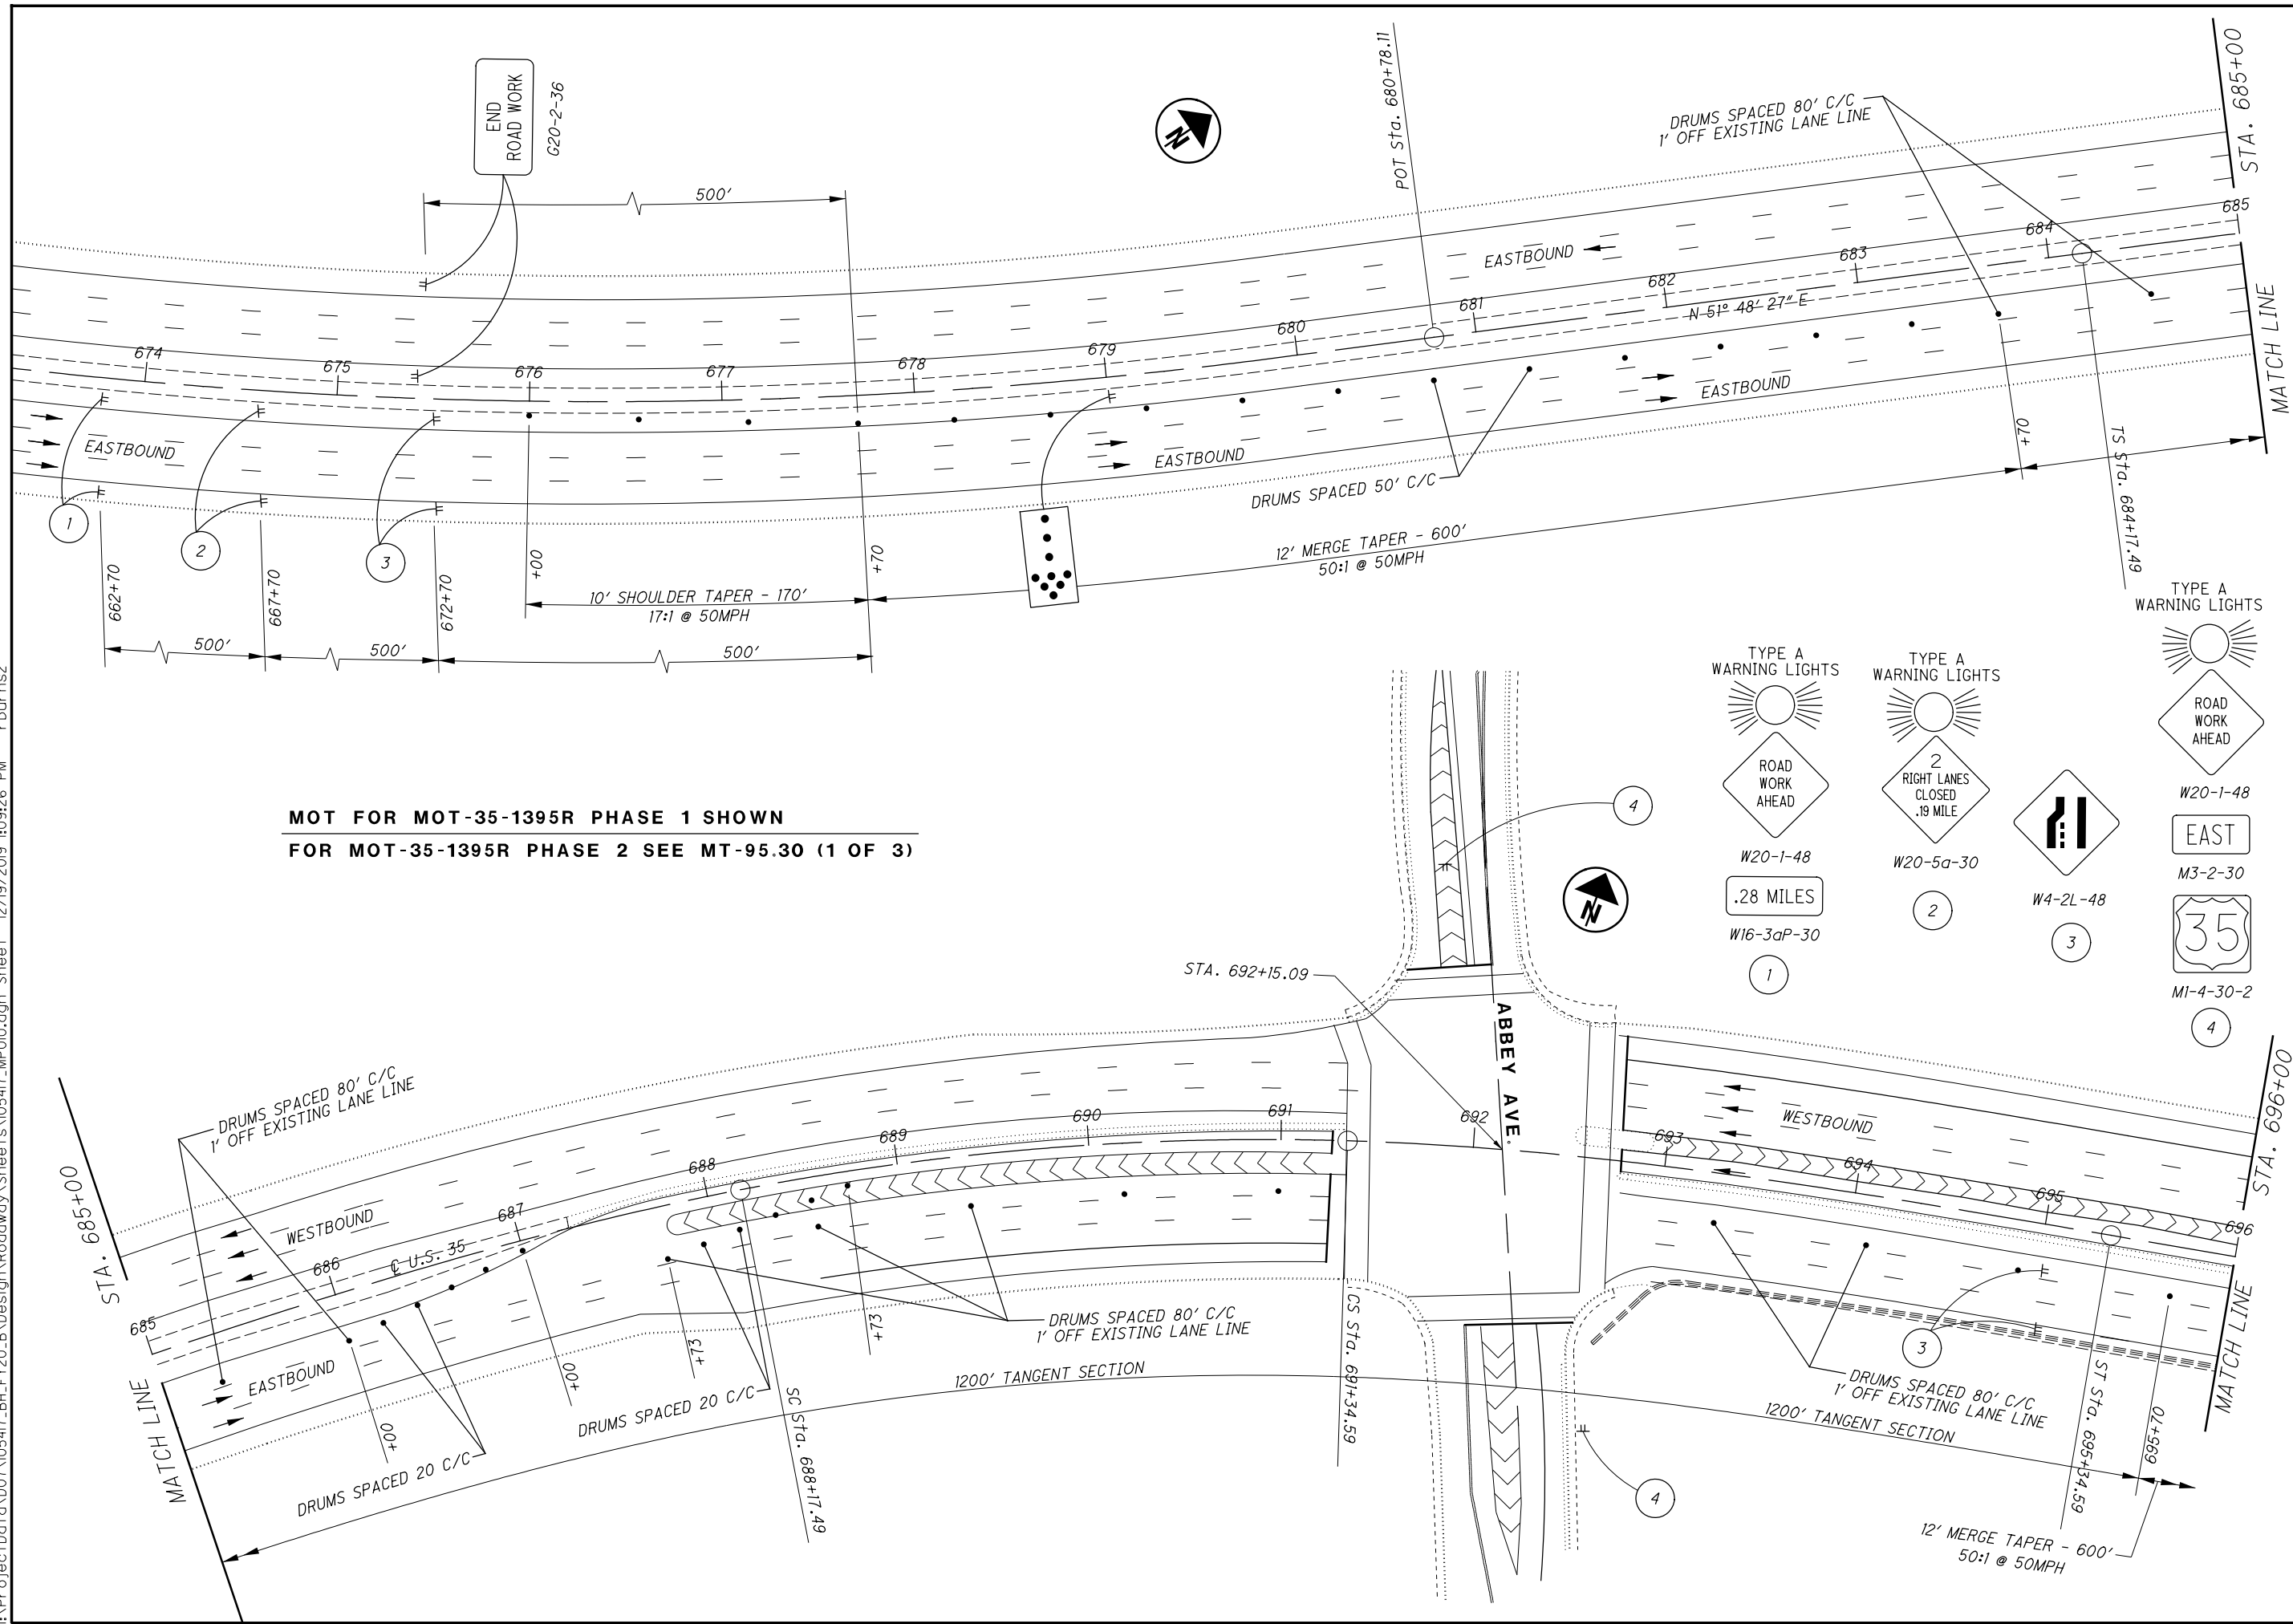 END
ROAD WORK
G20-2-36
500'
N
POT Sta. 680+78.11
DRUMS SPACED 80' C/C
1' OFF EXISTING LANE LINE
STA. 685+00
MATCH LINE
EASTBOUND
674
675
676
677
678
679
680
681
682
683
684
685
N 51° 48' 27" E
EASTBOUND
EASTBOUND
EASTBOUND
DRUMS SPACED 50' C/C
1
2
3
662+70
667+70
672+70
+00
+70
+70
TS Sta. 684+17.49
10' SHOULDER TAPER - 170'
17:1 @ 50MPH
12' MERGE TAPER - 600'
50:1 @ 50MPH
500'
500'
500'
MOT FOR MOT-35-1395R PHASE 1 SHOWN
FOR MOT-35-1395R PHASE 2 SEE MT-95.30 (1 OF 3)
TYPE A
WARNING LIGHTS
ROAD
WORK
AHEAD
W20-1-48
.28 MILES
W16-3aP-30
1
TYPE A
WARNING LIGHTS
2
RIGHT LANES
CLOSED
.19 MILE
W20-5a-30
2
W4-2L-48
3
TYPE A
WARNING LIGHTS
ROAD
WORK
AHEAD
W20-1-48
EAST
M3-2-30
35
M1-4-30-2
4
4
N
STA. 692+15.09
ABBEY AVE.
STA. 685+00
MATCH LINE
DRUMS SPACED 80' C/C
1' OFF EXISTING LANE LINE
WESTBOUND
EASTBOUND
℄ U.S. 35
685
686
687
688
689
690
691
692
693
694
695
696
WESTBOUND
STA. 696+00
MATCH LINE
+00
+00
+73
+73
DRUMS SPACED 20 C/C
DRUMS SPACED 20 C/C
SC Sta. 688+17.49
DRUMS SPACED 80' C/C
1' OFF EXISTING LANE LINE
1200' TANGENT SECTION
CS Sta. 691+34.59
DRUMS SPACED 80' C/C
1' OFF EXISTING LANE LINE
1200' TANGENT SECTION
3
4
ST Sta. 695+34.59
695+70
12' MERGE TAPER - 600'
50:1 @ 50MPH